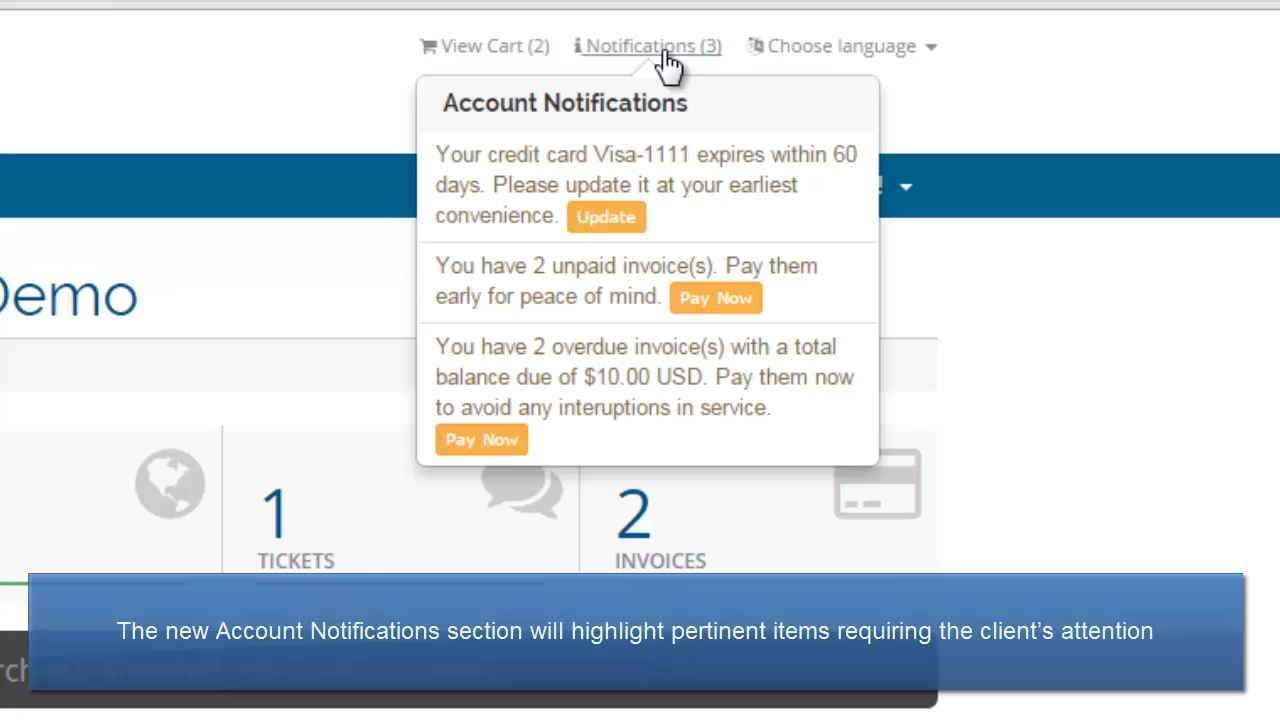 View Cart (2) Notifications (3) Choose language
Account Notifications
Your credit card Visa-1111 expires within 60
days. Please update it at your earliest
convenience. Update
You have 2 unpaid invoice(s). Pay them
early for peace of mind. Pay Now
You have 2 overdue invoice(s) with a total
balance due of $10.00 USD. Pay them now
to avoid any interuptions in service.
Pay Now
Demo
1 2
TICKETS INVOICES
The new Account Notifications section will highlight pertinent items requiring the client's attention